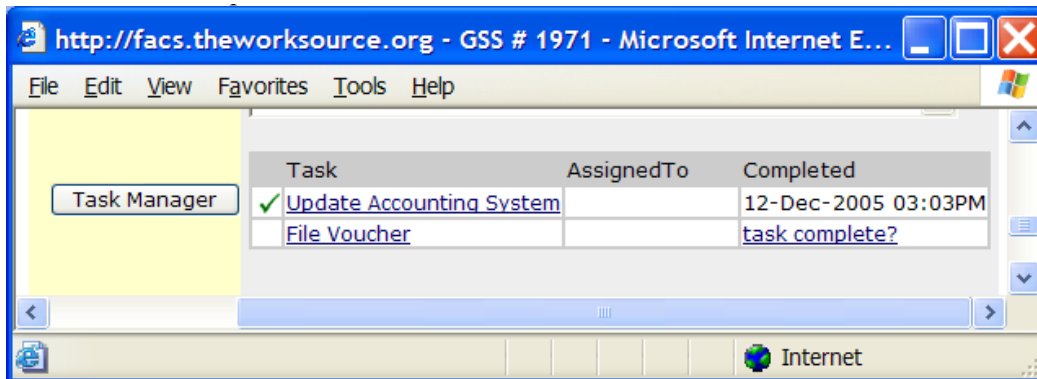 http://facs.theworksource.org - GSS # 1971 - Microsoft Internet E...
File Edit View Favorites Tools Help
Task AssignedTo Completed
Task Manager
Update Accounting System 12-Dec-2005 03:03PM
File Voucher task complete?
Internet